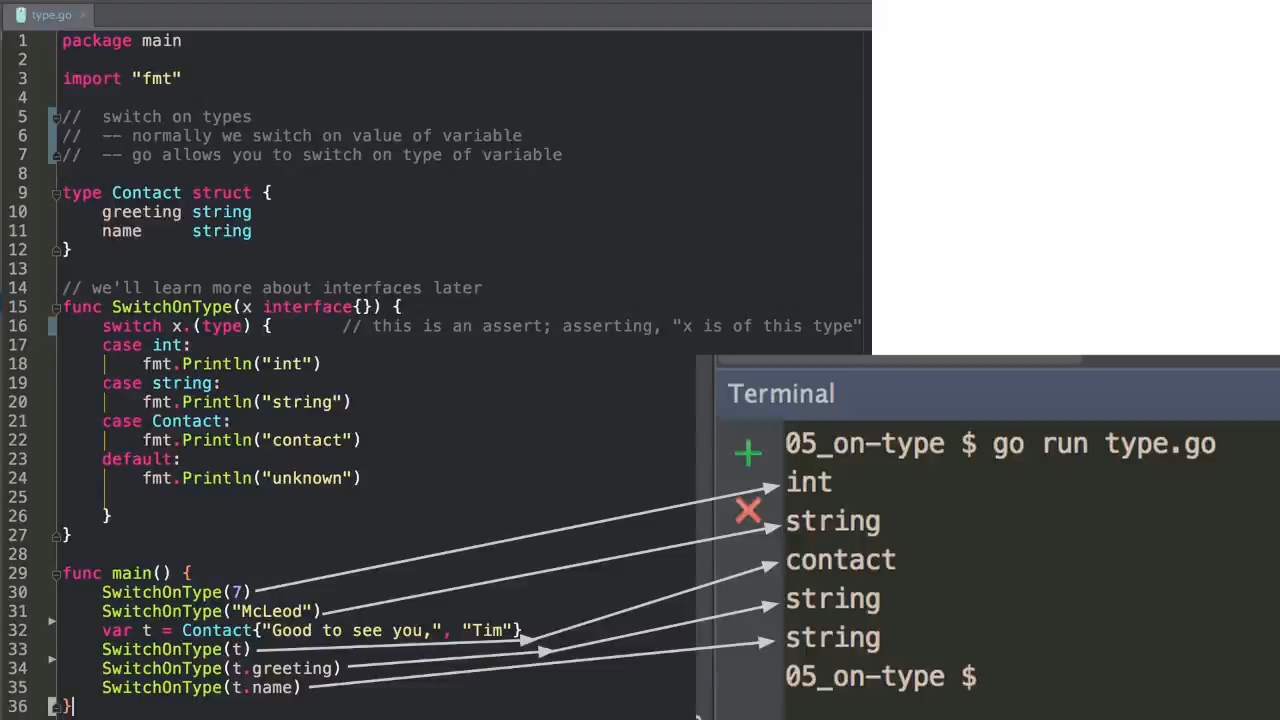 type.go
1 package main
2
3 import "fmt"
4
5 // switch on types
6 // -- normally we switch on value of variable
7 // -- go allows you to switch on type of variable
8
9 type Contact struct {
10 greeting string
11 name string
12 }
13
14 // we'll learn more about interfaces later
15 func SwitchOnType(x interface{}) {
16 switch x.(type) { // this is an assert; asserting, "x is of this type"
17 case int:
18 fmt.Println("int")
19 case string:
20 fmt.Println("string")
21 case Contact:
22 fmt.Println("contact")
23 default:
24 fmt.Println("unknown")
25
26 }
27 }
28
29 func main() {
30 SwitchOnType(7)
31 SwitchOnType("McLeod")
32 var t = Contact{"Good to see you,", "Tim"}
33 SwitchOnType(t)
34 SwitchOnType(t.greeting)
35 SwitchOnType(t.name)
36 }
Terminal
05_on-type $ go run type.go
int
string
contact
string
string
05_on-type $